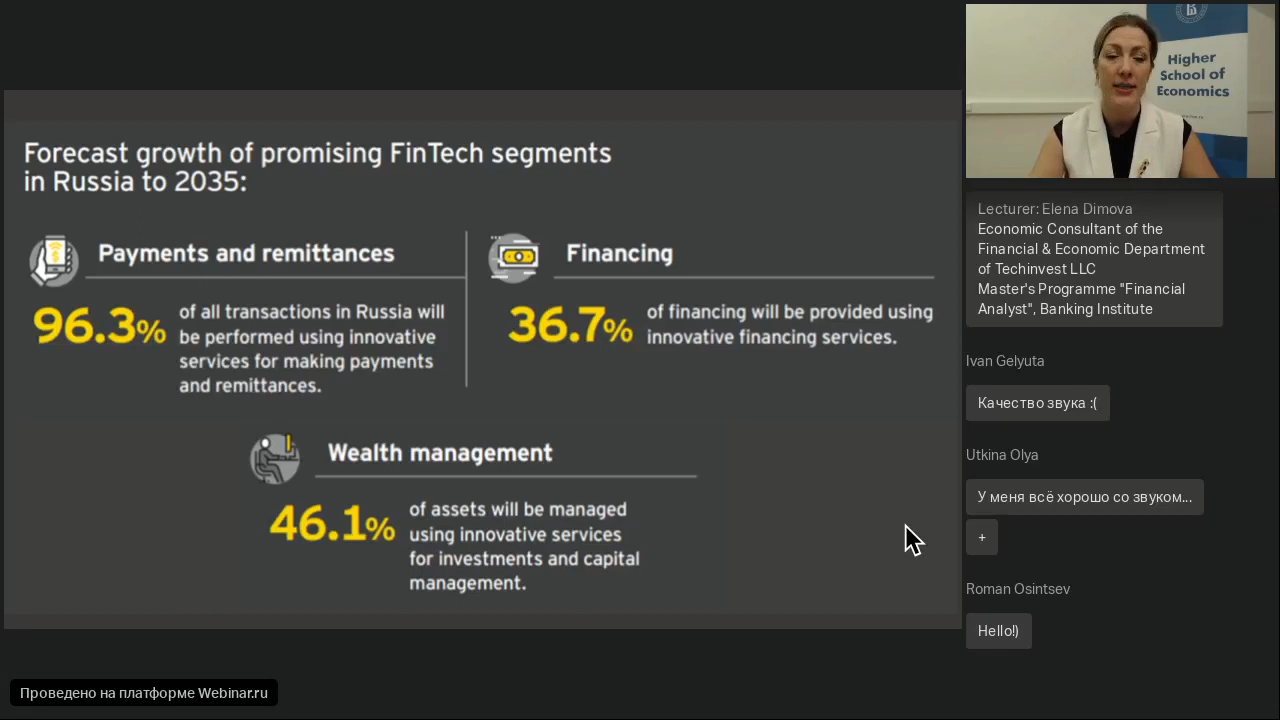 Forecast growth of promising FinTech segments
in Russia to 2035:
Payments and remittances
96.3%
of all transactions in Russia will
be performed using innovative
services for making payments
and remittances.
Financing
36.7%
of financing will be provided using
innovative financing services.
Wealth management
46.1%
of assets will be managed
using innovative services
for investments and capital
management.
Higher
School of
Economics
Lecturer: Elena Dimova
Economic Consultant of the
Financial & Economic Department
of Techinvest LLC
Master's Programme "Financial
Analyst", Banking Institute
Ivan Gelyuta
Качество звука :(
Utkina Olya
У меня всё хорошо со звуком...
+
Roman Osintsev
Hello!)
Проведено на платформе Webinar.ru